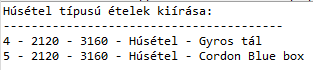 Húsétel típusú ételek kiírása:
-------------------------------------
4 - 2120 - 3160 - Húsétel - Gyros tál
5 - 2120 - 3160 - Húsétel - Cordon Blue box